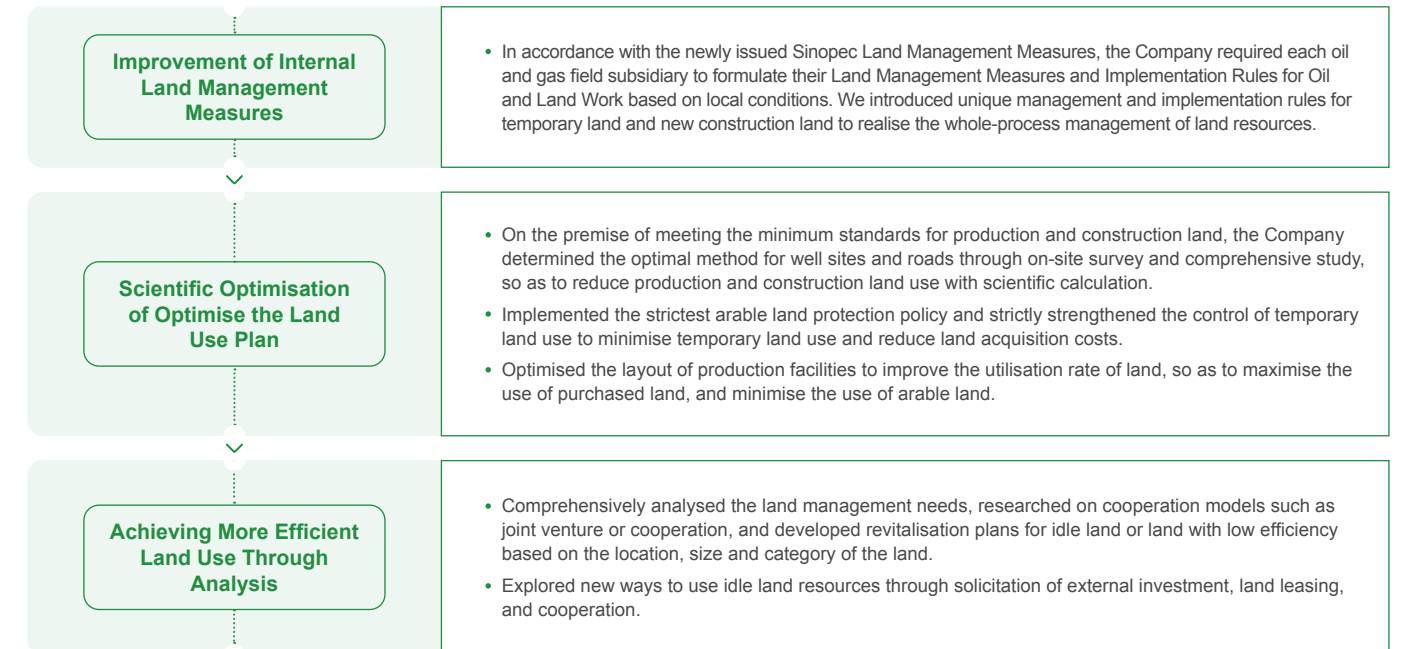 Improvement of Internal
Land Management
Measures
• In accordance with the newly issued Sinopec Land Management Measures, the Company required each oil
and gas field subsidiary to formulate their Land Management Measures and Implementation Rules for Oil
and Land Work based on local conditions. We introduced unique management and implementation rules for
temporary land and new construction land to realise the whole-process management of land resources.
Scientific Optimisation
of Optimise the Land
Use Plan
• On the premise of meeting the minimum standards for production and construction land, the Company
determined the optimal method for well sites and roads through on-site survey and comprehensive study,
so as to reduce production and construction land use with scientific calculation.
• Implemented the strictest arable land protection policy and strictly strengthened the control of temporary
land use to minimise temporary land use and reduce land acquisition costs.
• Optimised the layout of production facilities to improve the utilisation rate of land, so as to maximise the
use of purchased land, and minimise the use of arable land.
Achieving More Efficient
Land Use Through
Analysis
• Comprehensively analysed the land management needs, researched on cooperation models such as
joint venture or cooperation, and developed revitalisation plans for idle land or land with low efficiency
based on the location, size and category of the land.
• Explored new ways to use idle land resources through solicitation of external investment, land leasing,
and cooperation.